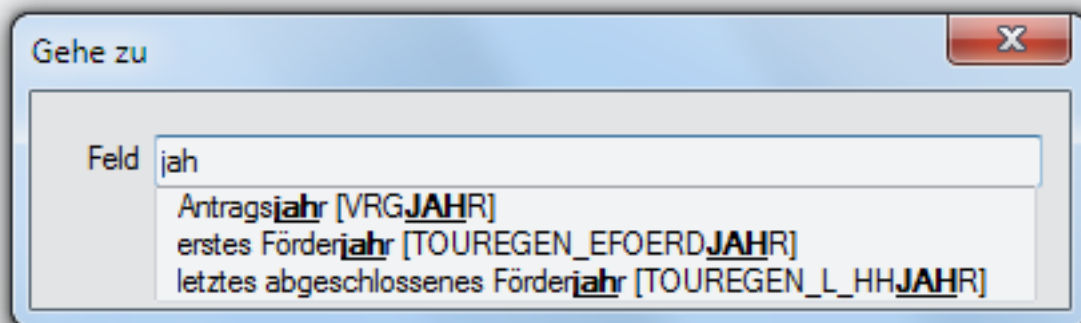 Gehe zu
Feld jah
Antragsjahr [VRGJAHR]
erstes Förderjahr [TOUREGEN_EFOERDJAHR]
letztes abgeschlossenes Förderjahr [TOUREGEN_L_HHJAHR]